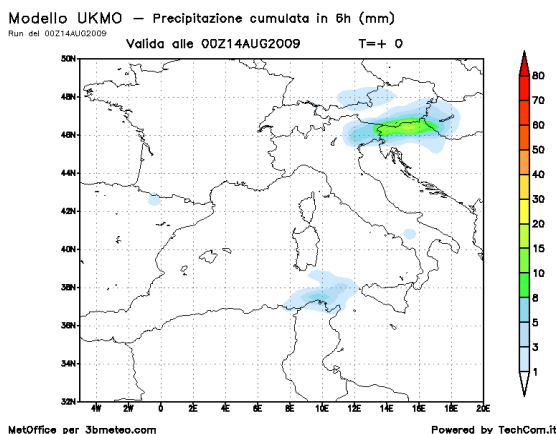 Modello UKMO – Precipitazione cumulata in 6h (mm)
Run del 00Z14AUG2009
Valida alle 00Z14AUG2009 T=+ 0
50N
48N
46N
44N
42N
40N
38N
36N
34N
32N
4W 2W 0 2E 4E 6E 8E 10E 12E 14E 16E 18E 20E
80
70
60
50
40
30
20
15
10
8
5
3
1
MetOffice per 3bmeteo.com
Powered by TechCom.it